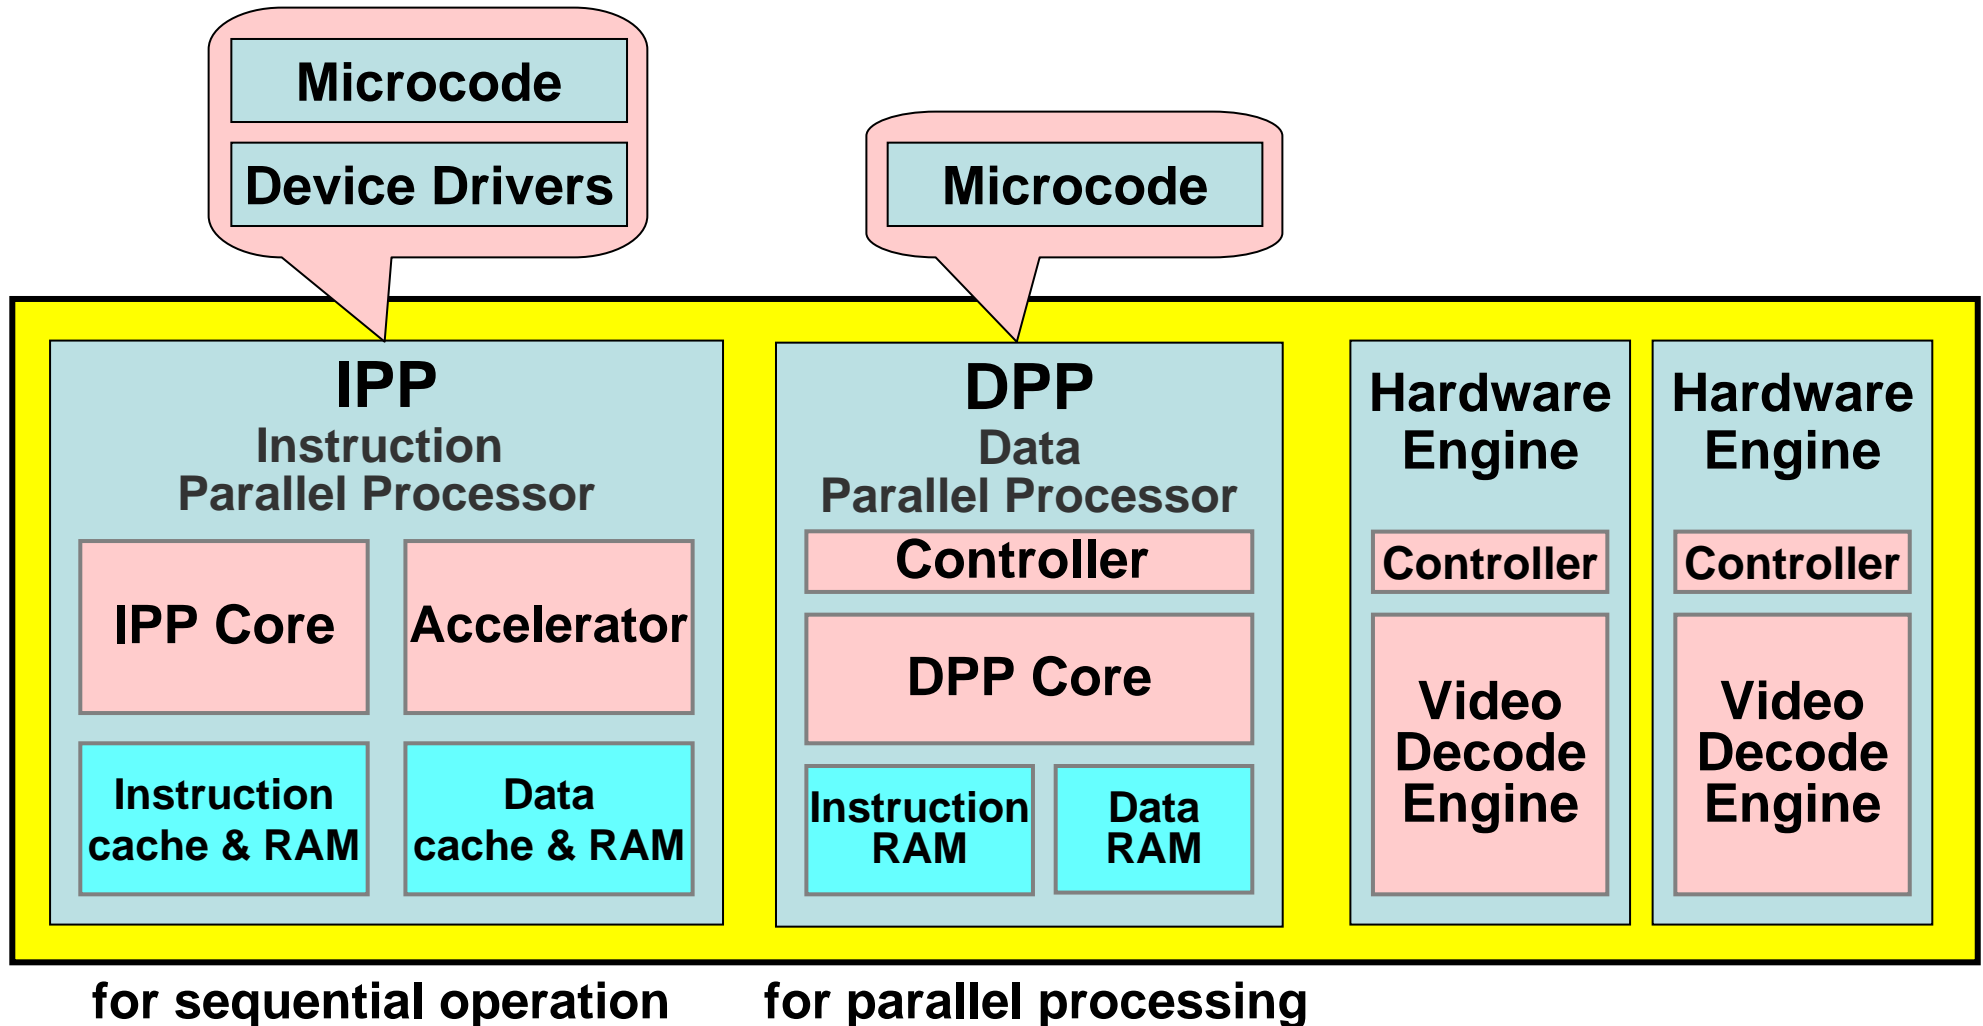 Microcode
Device Drivers
Microcode
IPP
Instruction
Parallel Processor
IPP Core
Accelerator
Instruction
cache & RAM
Data
cache & RAM
DPP
Data
Parallel Processor
Controller
DPP Core
Instruction
RAM
Data
RAM
Hardware
Engine
Controller
Video
Decode
Engine
Hardware
Engine
Controller
Video
Decode
Engine
for sequential operation
for parallel processing